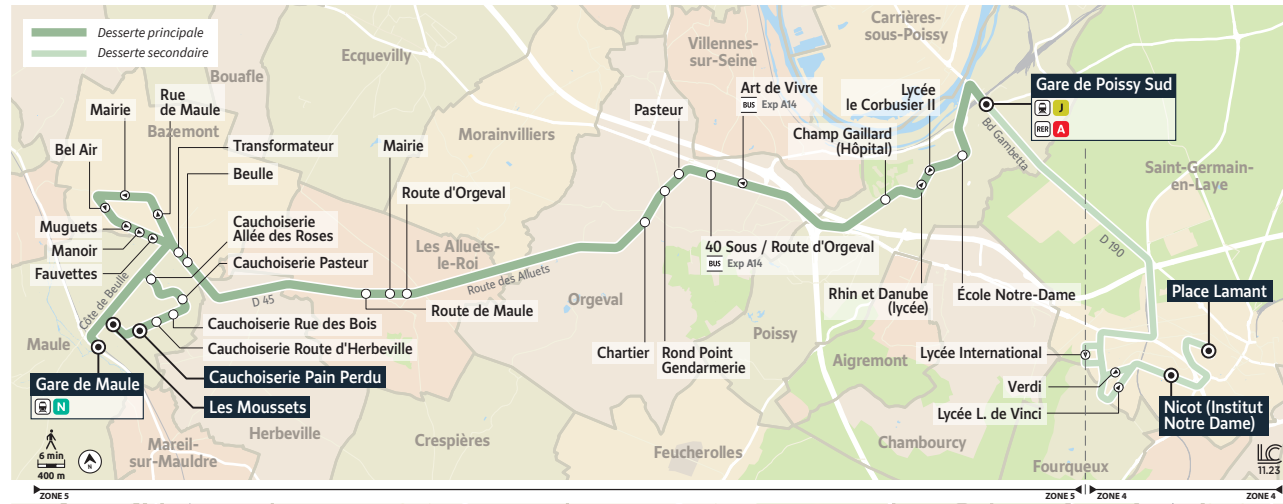 Desserte principale
Desserte secondaire
Carrières-
sous-Poissy
Villennes-
sur-Seine
Ecquevilly
Bouafle
Gare de Poissy Sud
J
RER A
Art de Vivre
BUS Exp A14
Lycée
le Corbusier II
Rue
de Maule
Mairie
Pasteur
Bazemont
Morainvilliers
Champ Gaillard
(Hôpital)
Bd Gambetta
Bel Air
Transformateur
Mairie
Beulle
Saint-Germain-
en-Laye
Route d'Orgeval
Muguets
Manoir
Fauvettes
Cauchoiserie
Allée des Roses
Cauchoiserie Pasteur
Les Alluets-
le-Roi
40 Sous / Route d'Orgeval
BUS Exp A14
D 190
Route des Alluets
Côte de Beulle
D 45
Orgeval
Rhin et Danube
(lycée)
École Notre-Dame
Place Lamant
Route de Maule
Cauchoiserie Rue des Bois
Poissy
Maule
Cauchoiserie Route d'Herbeville
Chartier
Rond Point
Gendarmerie
Aigremont
Lycée International
Gare de Maule
N
Cauchoiserie Pain Perdu
Verdi
Les Moussets
Lycée L. de Vinci
Nicot (Institut
Notre Dame)
Herbeville
Crespières
Mareil-
sur-Mauldre
Feucherolles
Chambourcy
Fourqueux
6 min
400 m
N
LC
11.23
ZONE 5
ZONE 5
ZONE 4
ZONE 4